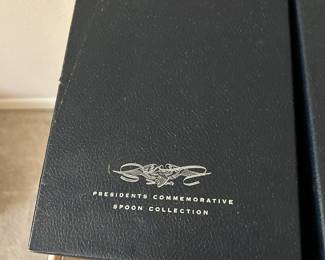 PRESIDENTS COMMEMORATIVE
SPOON COLLECTION